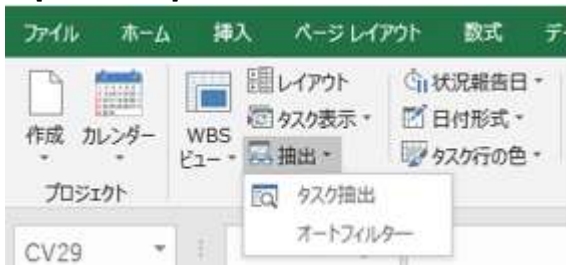 ファイル ホーム 挿入 ページ レイアウト 数式 デ
作成 カレンダー WBS ビュー レイアウト 状況報告日
タスク表示 日付形式
抽出 タスク行の色
プロジェクト タスク抽出
オートフィルター
CV29